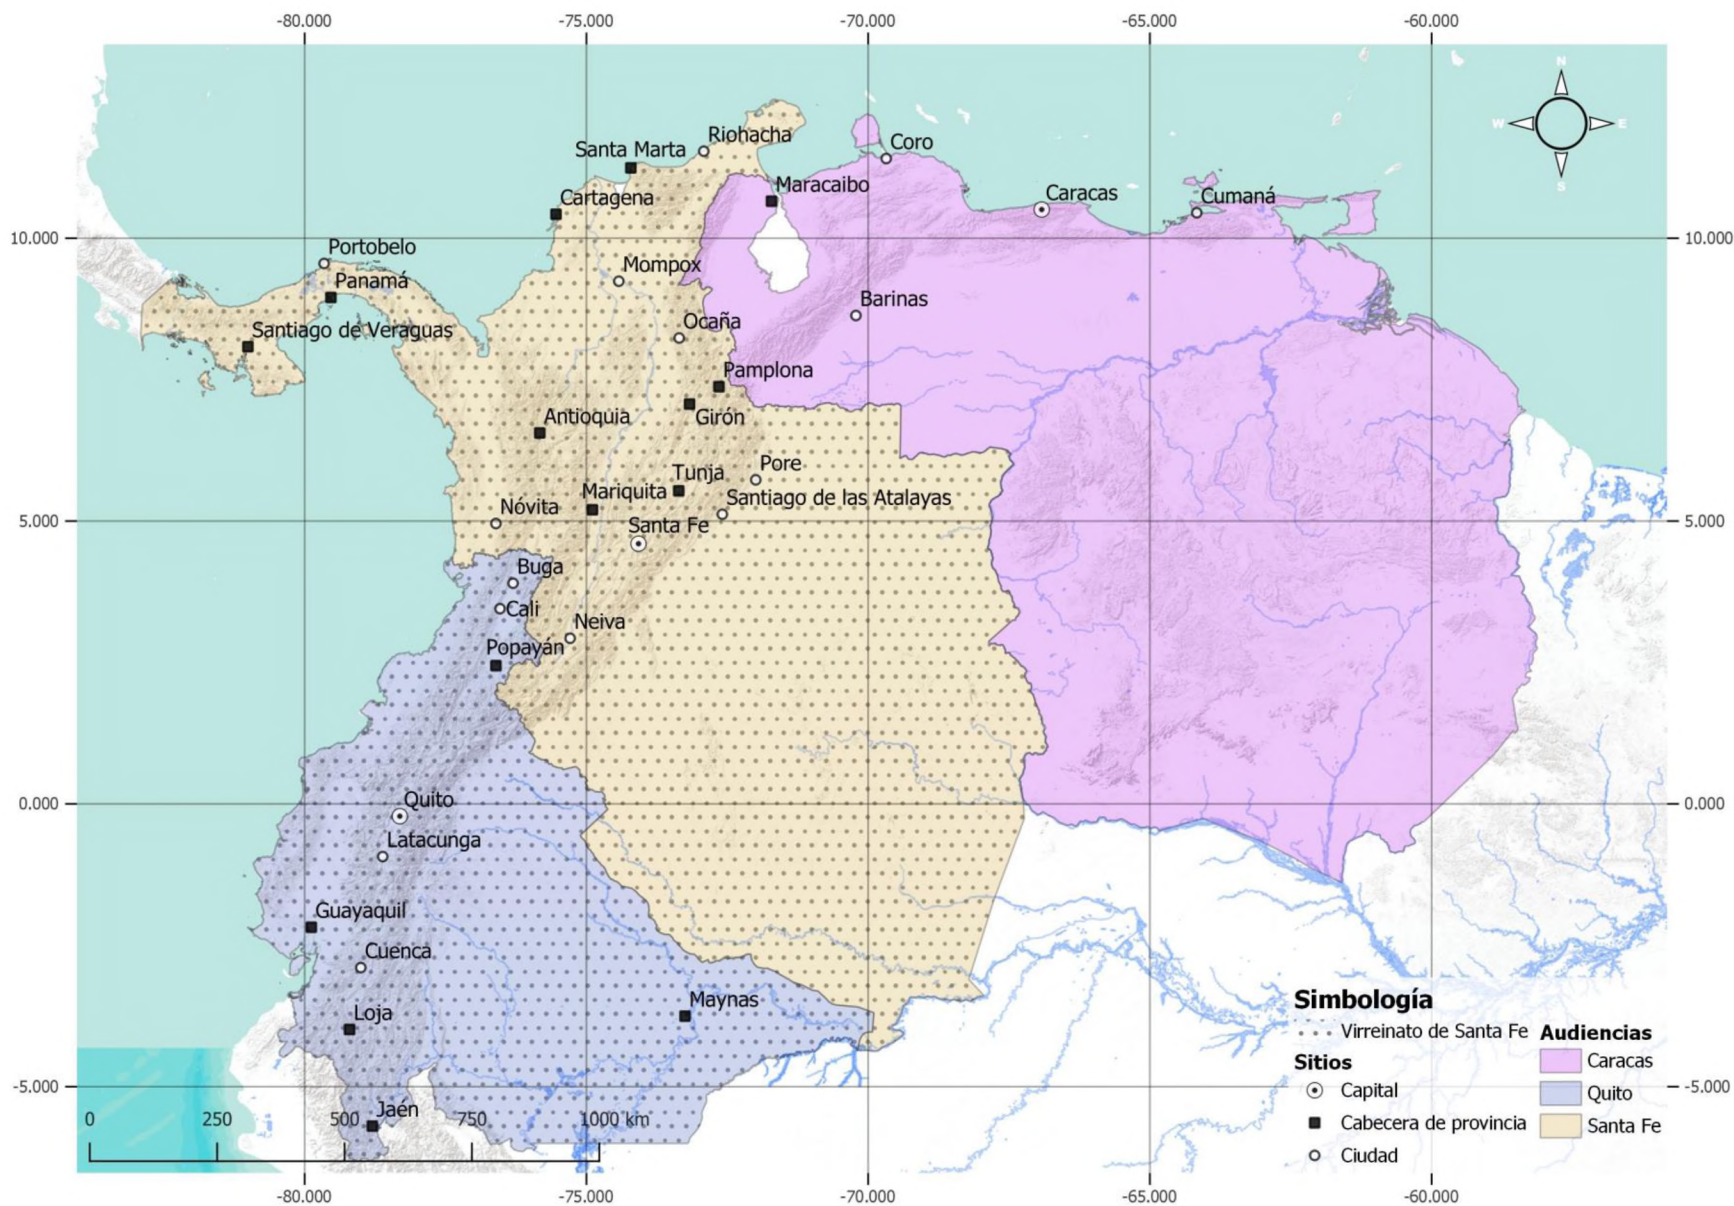 -80.000 -75.000 -70.000 -65.000 -60.000
N
W E
S
Riohacha
Santa Marta
Coro
Maracaibo
Cartagena
Caracas
Cumaná
10.000 10.000
Portobelo
Mompox
Panamá
Barinas
Ocaña
Santiago de Veraguas
Pamplona
Antioquia
Girón
Pore
Tunja
Mariquita
Santiago de las Atalayas
Nóvita
5.000 5.000
Santa Fe
Buga
Cali
Neiva
Popayán
Quito
0.000 0.000
Latacunga
Guayaquil
Cuenca
Maynas
Loja
Simbología
Virreinato de Santa Fe
Audiencias
Sitios
Caracas
Capital
Quito
Cabecera de provincia
Santa Fe
Ciudad
-5.000 -5.000
Jaén
0 250 500 750 1000 km
-80.000 -75.000 -70.000 -65.000 -60.000